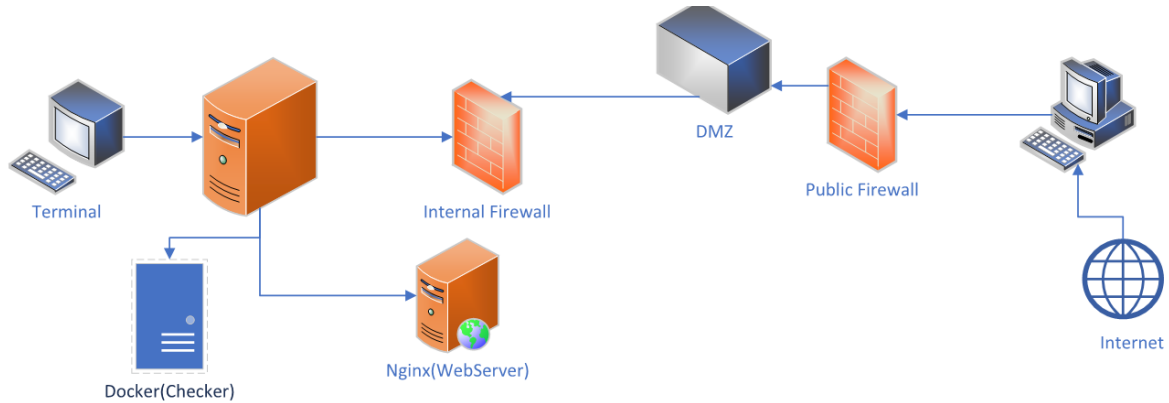 DMZ
Terminal
Internal Firewall
Public Firewall
Internet
Nginx(WebServer)
Docker(Checker)